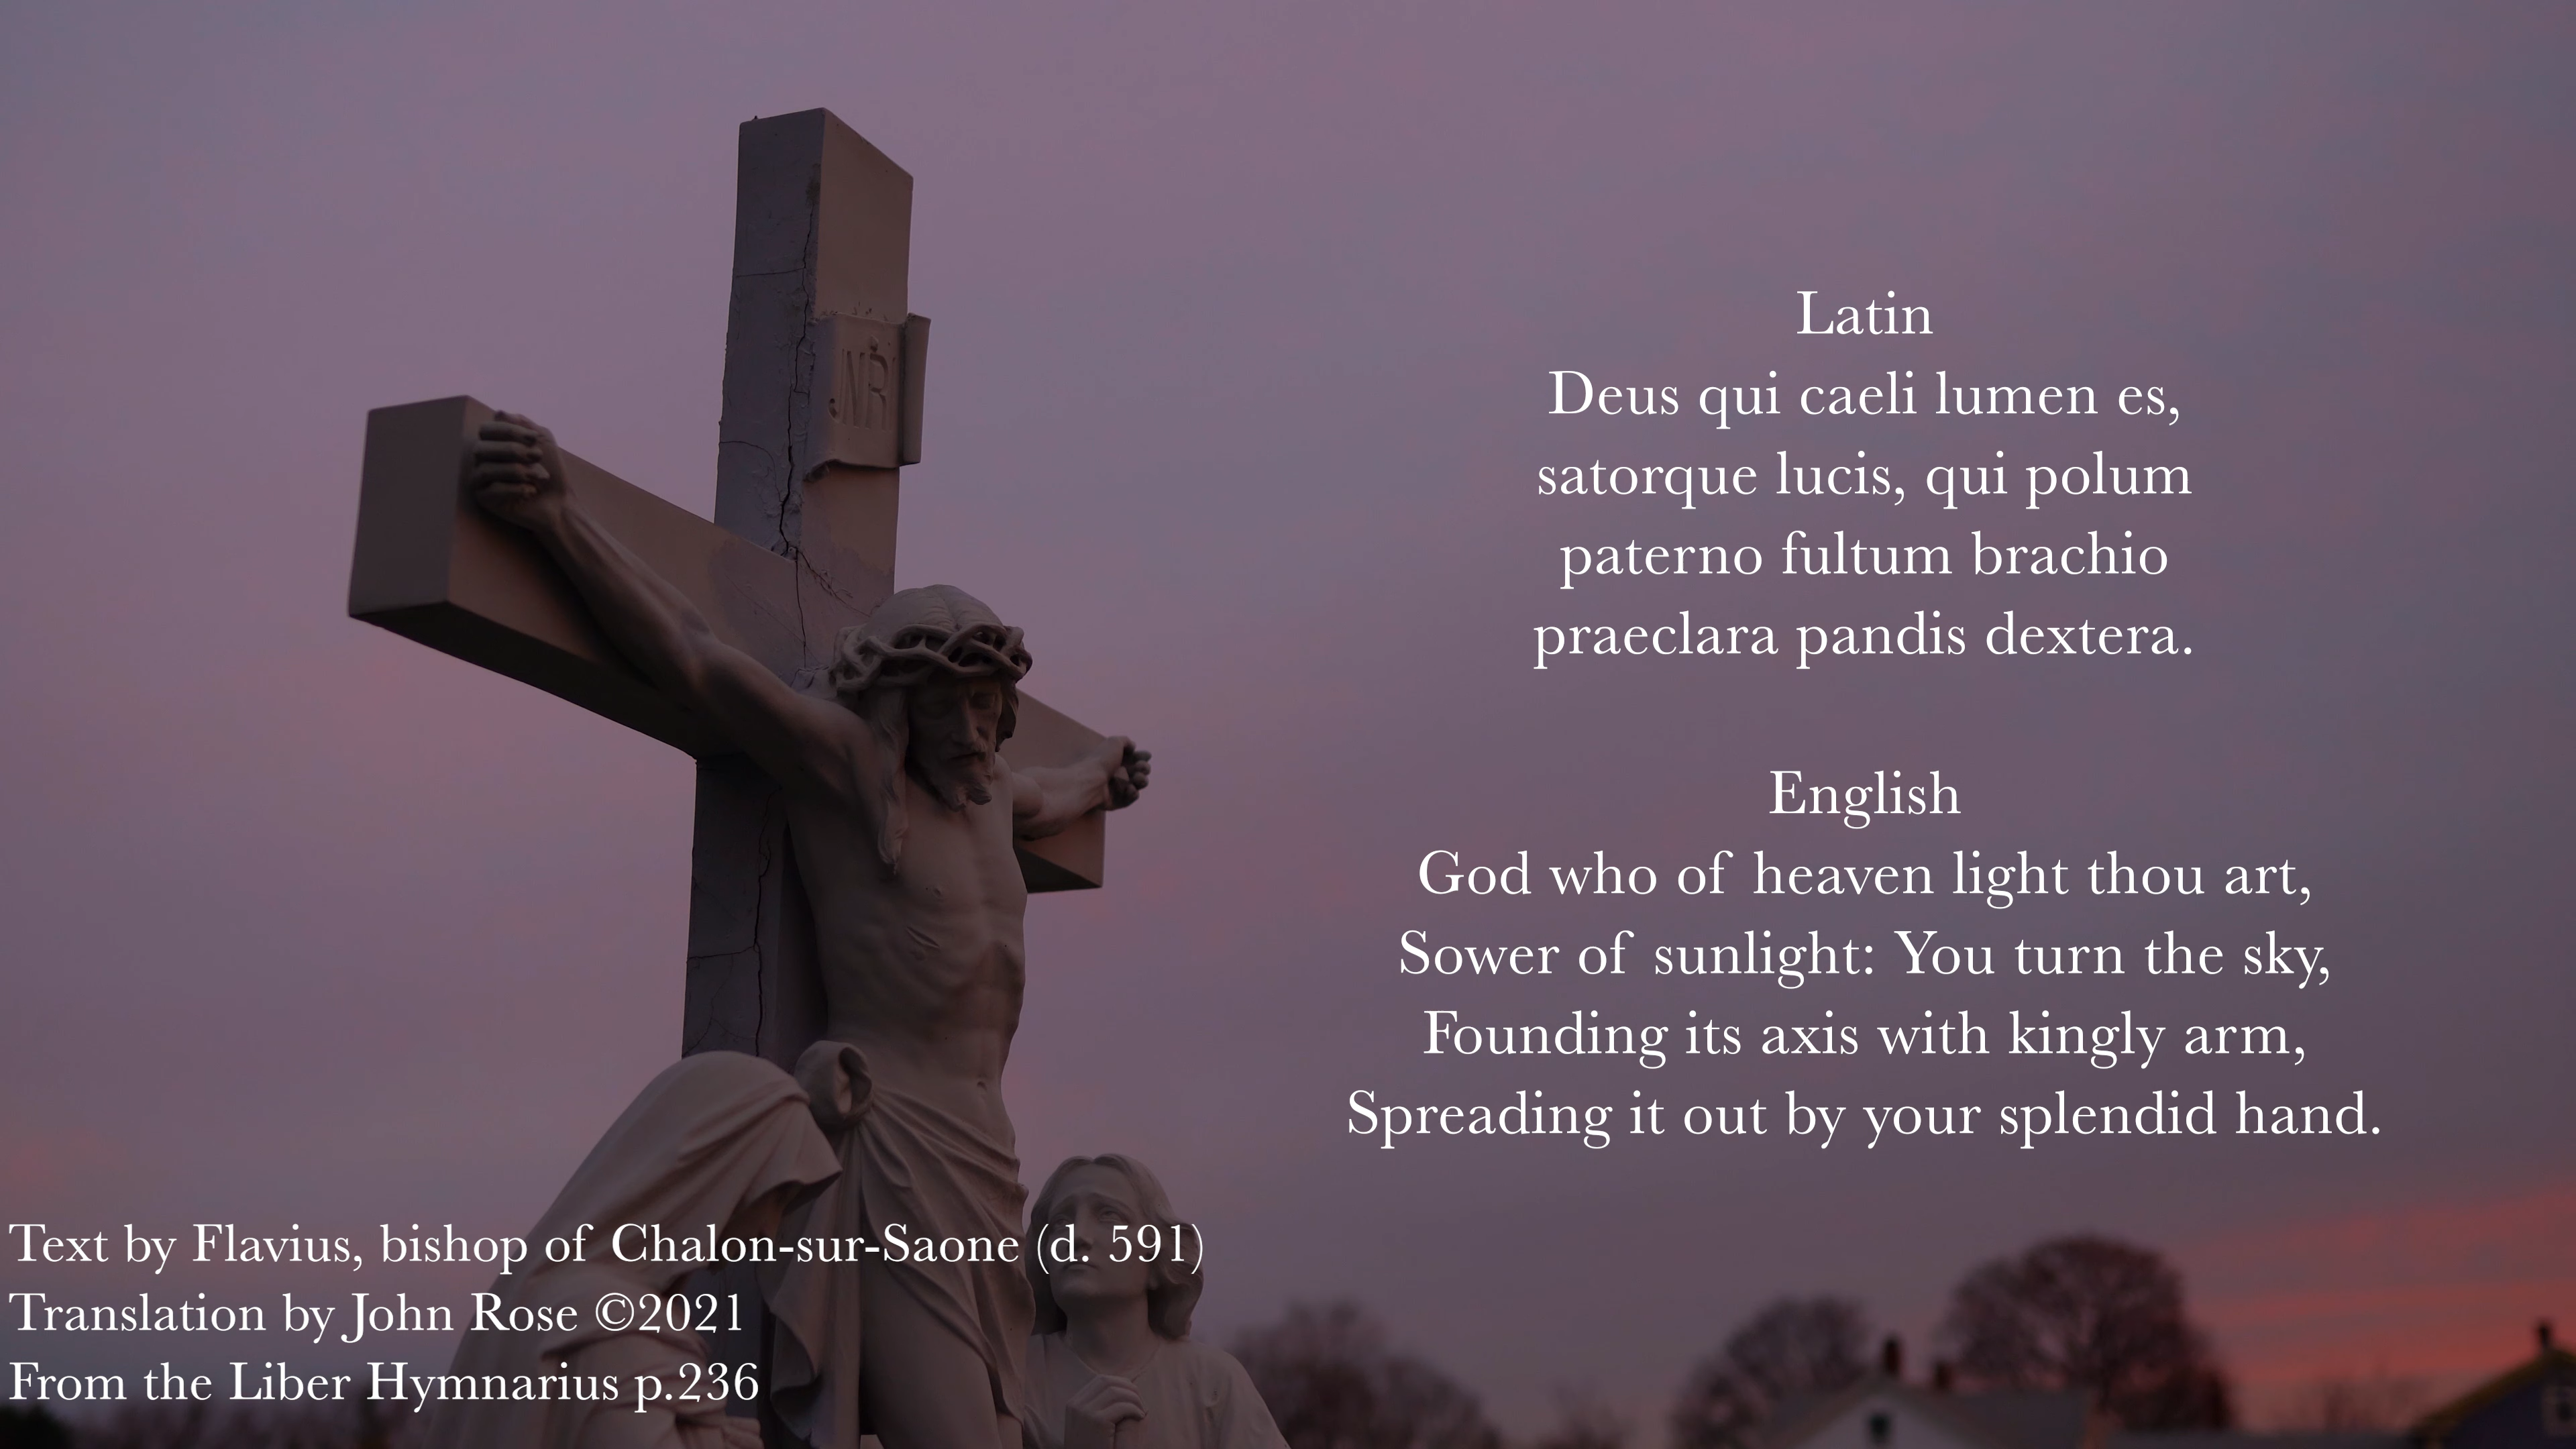 JNRI
Latin
Deus qui caeli lumen es,
satorque lucis, qui polum
paterno fultum brachio
praeclara pandis dextera.
English
God who of heaven light thou art,
Sower of sunlight: You turn the sky,
Founding its axis with kingly arm,
Spreading it out by your splendid hand.
Text by Flavius, bishop of Chalon-sur-Saone (d. 591)
Translation by John Rose ©2021
From the Liber Hymnarius p.236